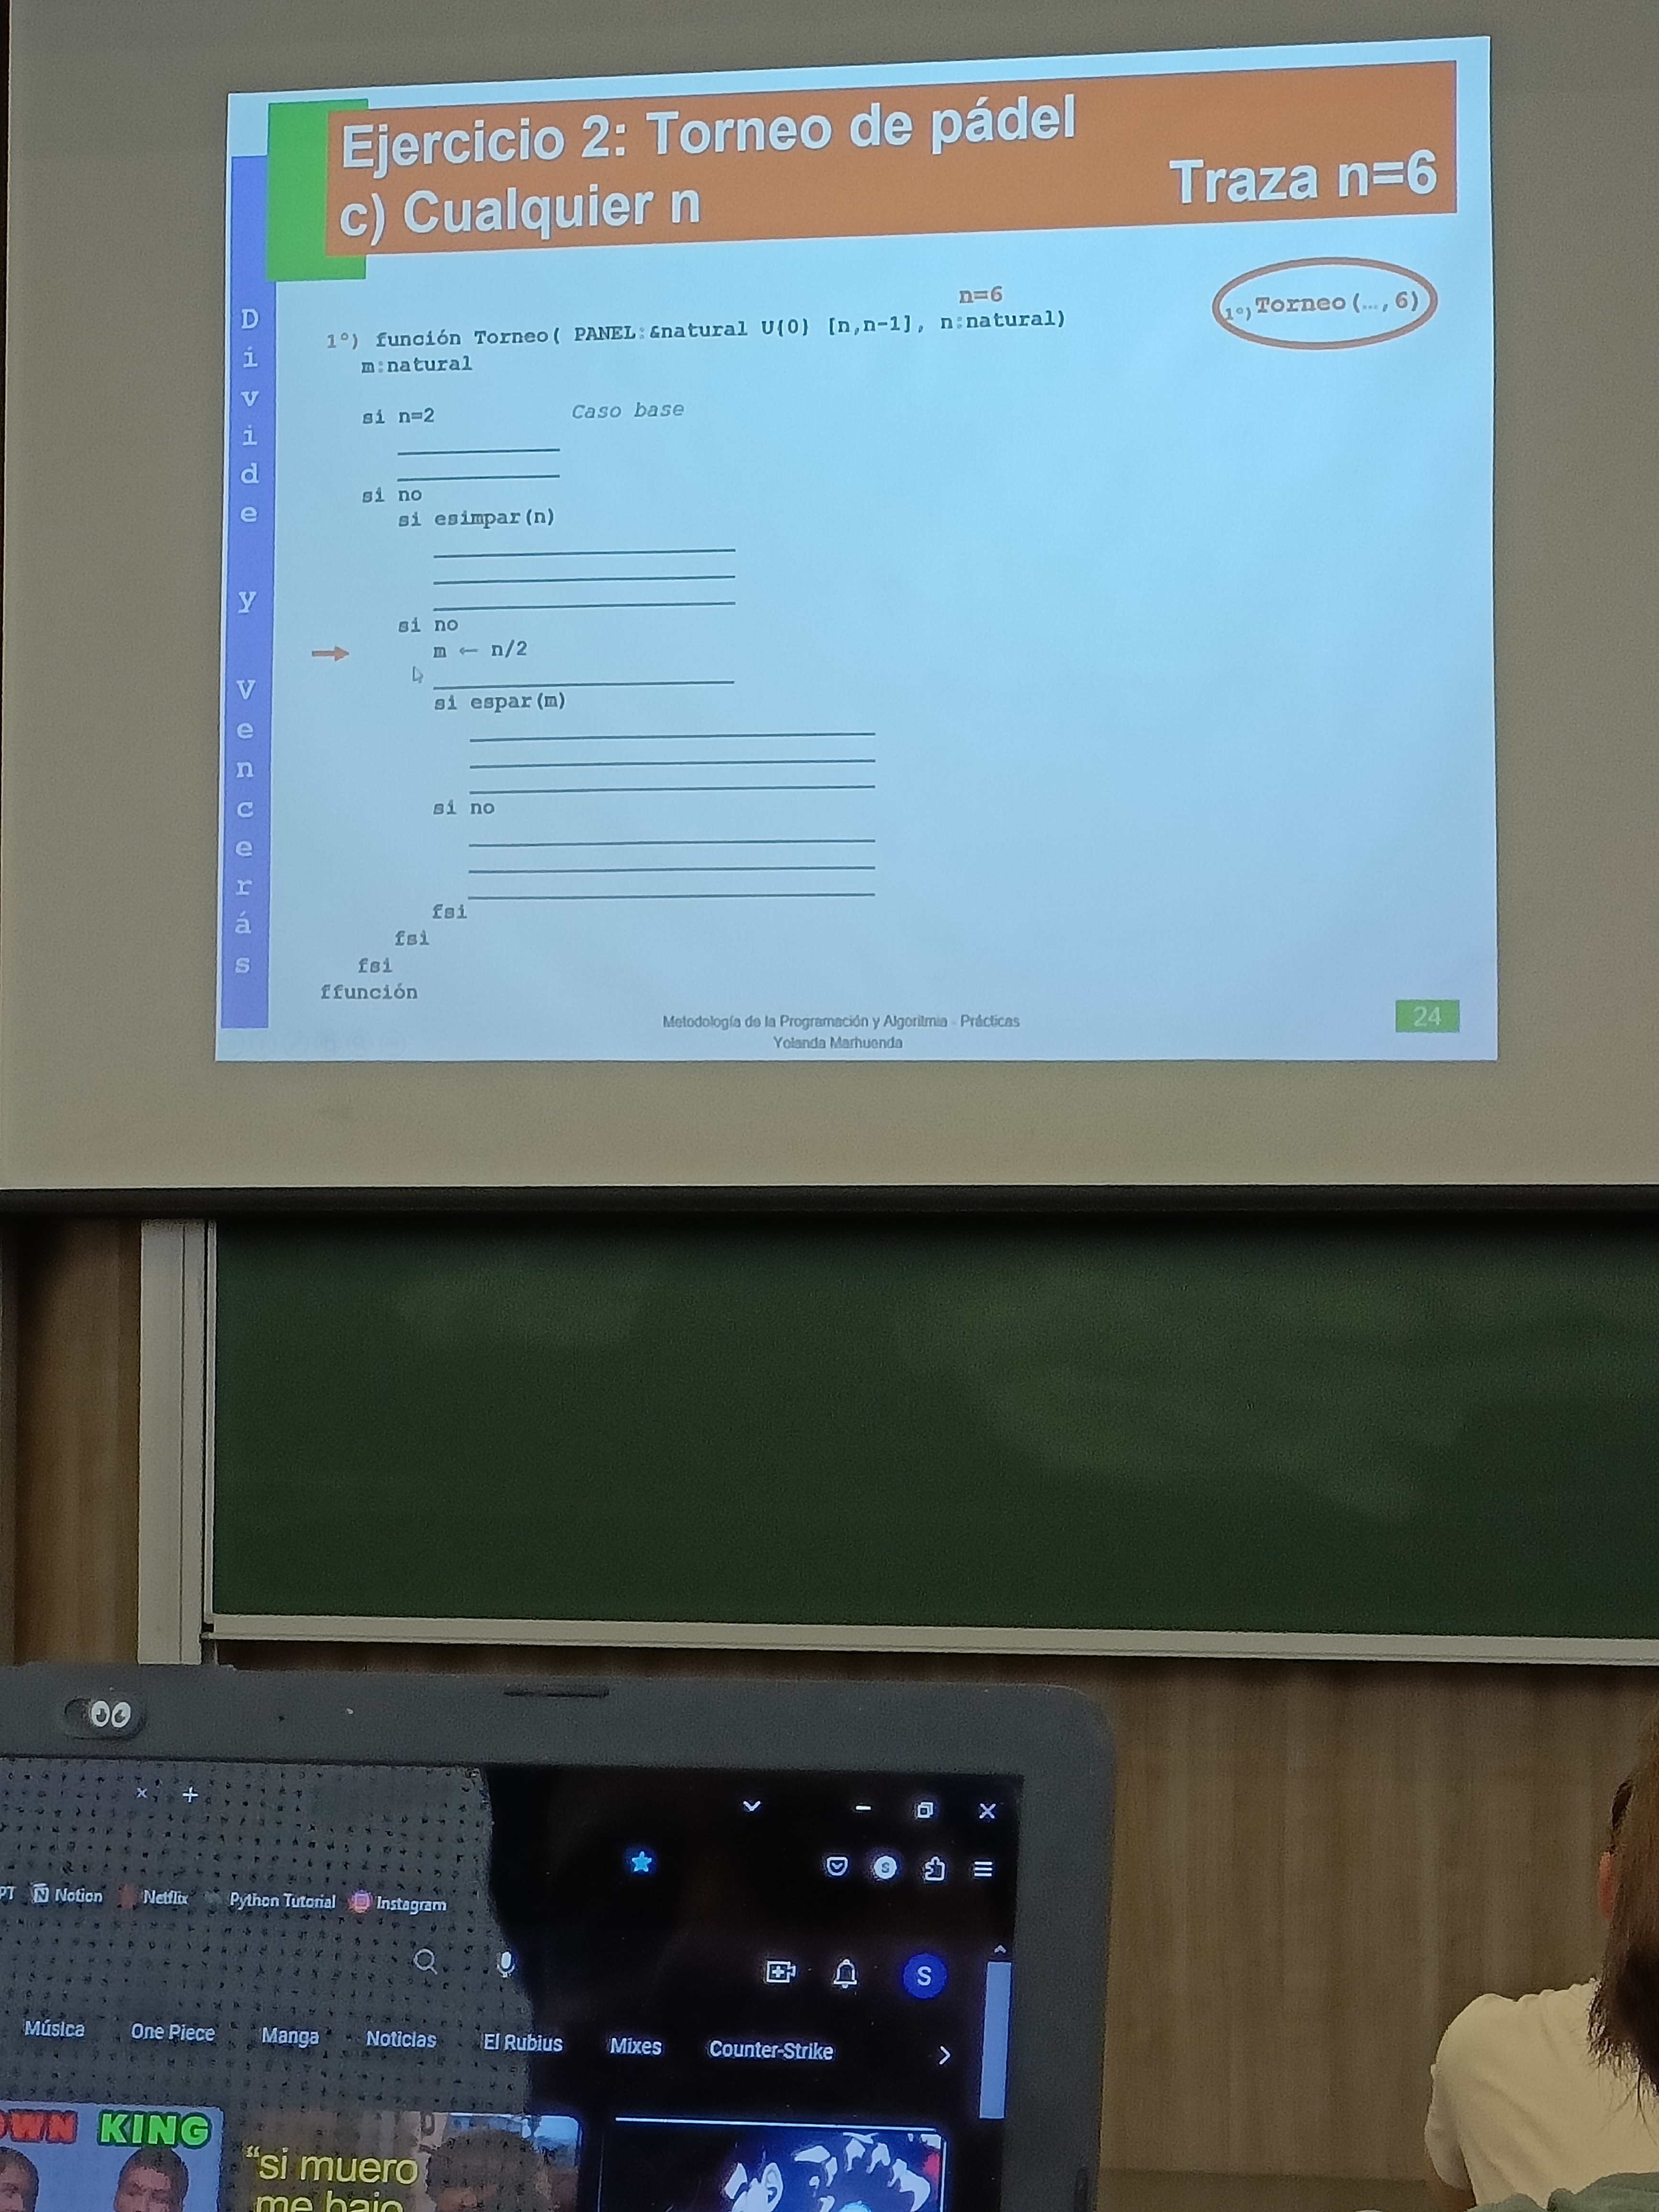 Ejercicio 2: Torneo de pádel
c) Cualquier n
Traza n=6
Divide y Vencerás
n=6
1º) Torneo(…,6)
1º) función Torneo( PANEL:&natural U{0} [n,n-1], n:natural)
m:natural
si n=2 Caso base
si no
si esimpar(n)
si no
m ← n/2
si espar(m)
si no
fsi
fsi
fsi
ffunción
Metodología de la Programación y Algoritmia - Prácticas
Yolanda Marhuenda
24
PT Notion Netflix Python Tutorial Instagram
S
S
Música One Piece Manga Noticias El Rubius Mixes Counter-Strike
OWN KING
“si muero
me bajo